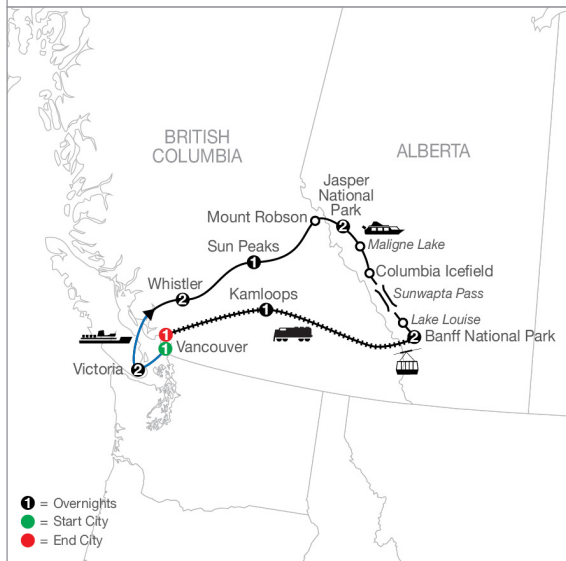 BRITISH
COLUMBIA
ALBERTA
Jasper
National
Park
2
Mount Robson
Maligne Lake
Sun Peaks
1
Columbia Icefield
Whistler
2
Kamloops
1
Sunwapta Pass
Lake Louise
1
1
Vancouver
2
Banff National Park
Victoria
2
1 = Overnights
= Start City
= End City